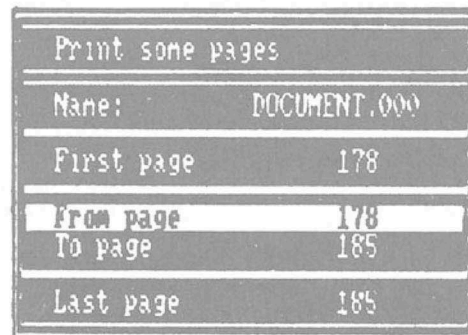 Print some pages
Name: DOCUMENT.000
First page 178
From page 178
To page 185
Last page 185